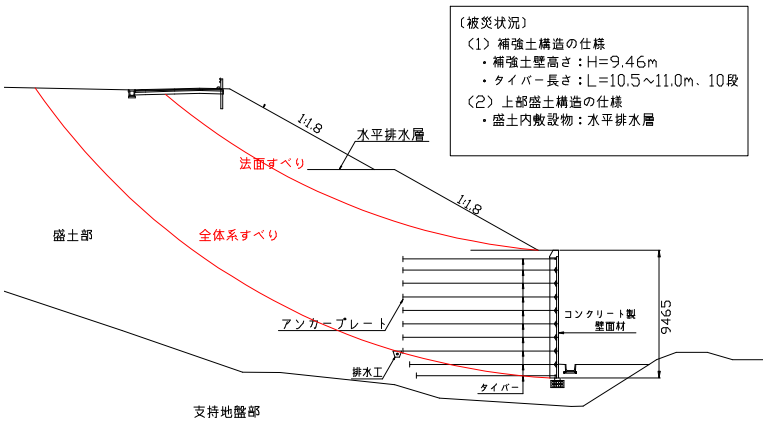 〔被災状況〕
(1) 補強土構造の仕様
・補強土壁高さ：H=9.46m
・タイバー長さ：L=10.5~11.0m、10段
(2) 上部盛土構造の仕様
・盛土内敷設物：水平排水層
1:1.8
水平排水層
法面すべり
1:1.8
盛土部
全体系すべり
アンカープレート
コンクリート製
壁面材
9465
排水工
タイバー
支持地盤部